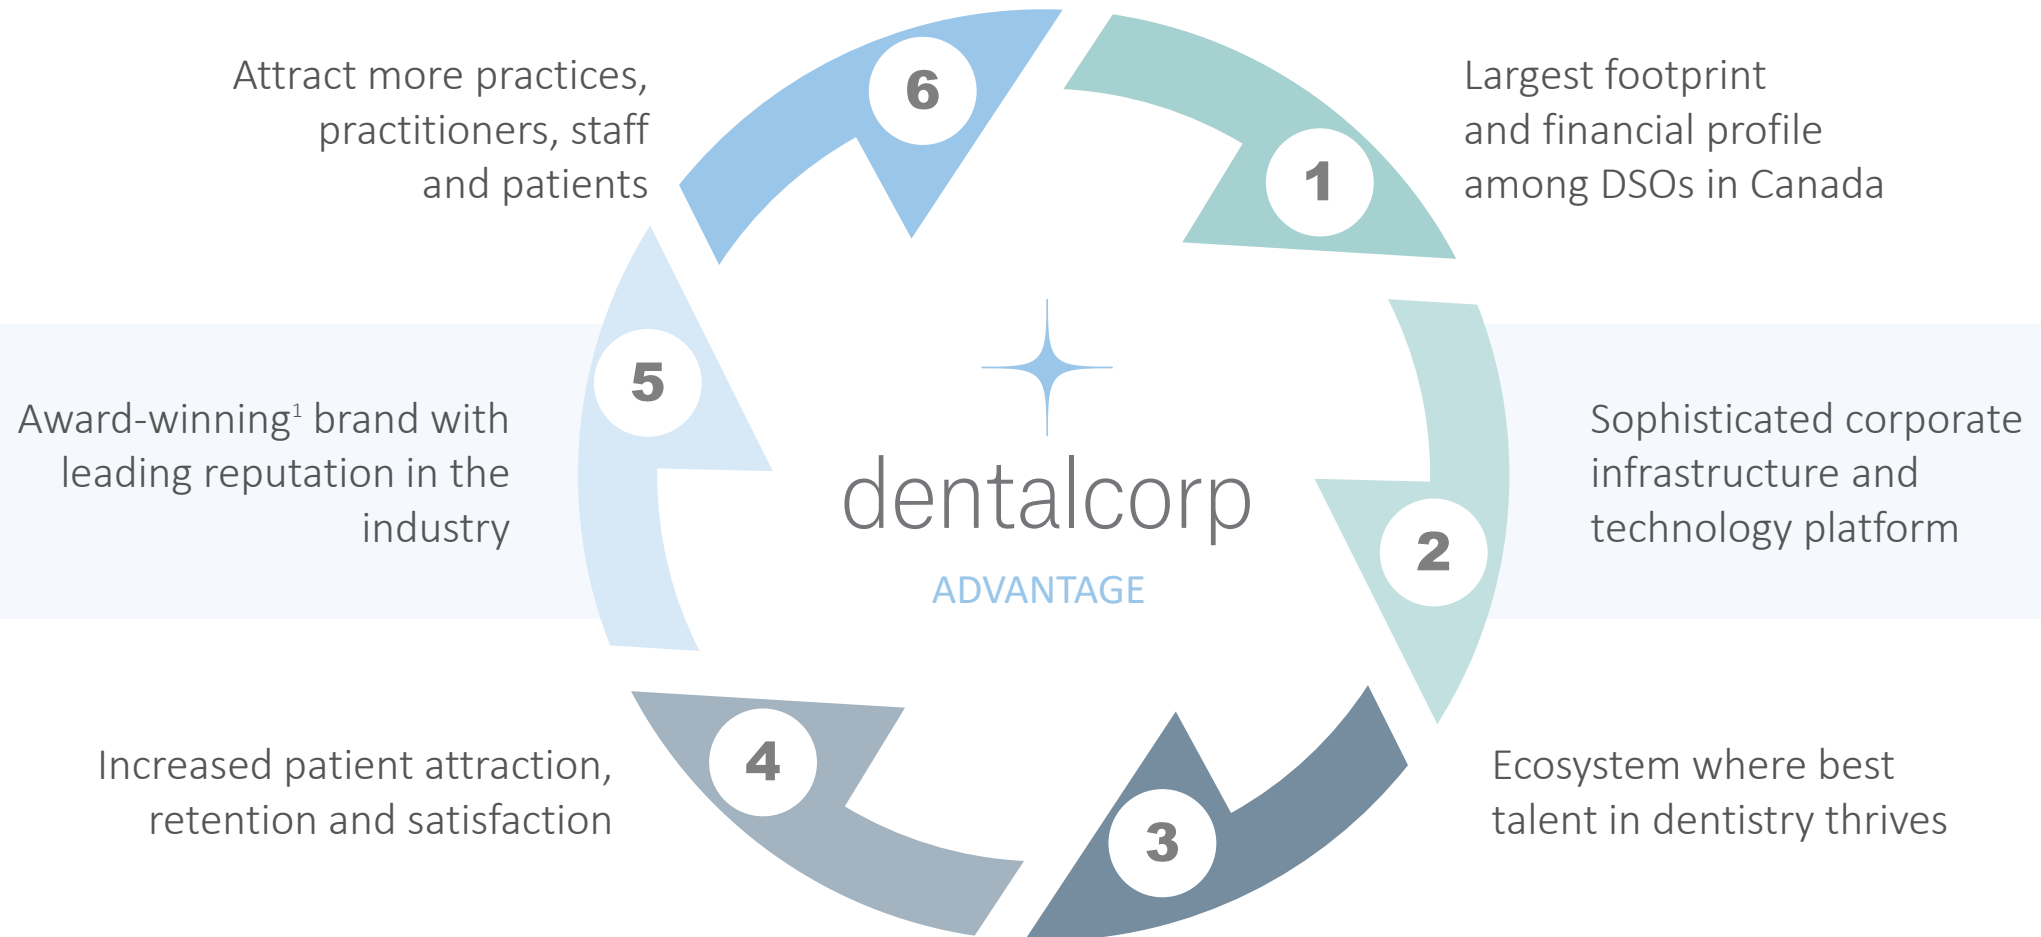 1
Largest footprint
and financial profile
among DSOs in Canada
2
Sophisticated corporate
infrastructure and
technology platform
3
Ecosystem where best
talent in dentistry thrives
4
Increased patient attraction,
retention and satisfaction
5
Award-winning¹ brand with
leading reputation in the
industry
6
Attract more practices,
practitioners, staff
and patients
dentalcorp
ADVANTAGE